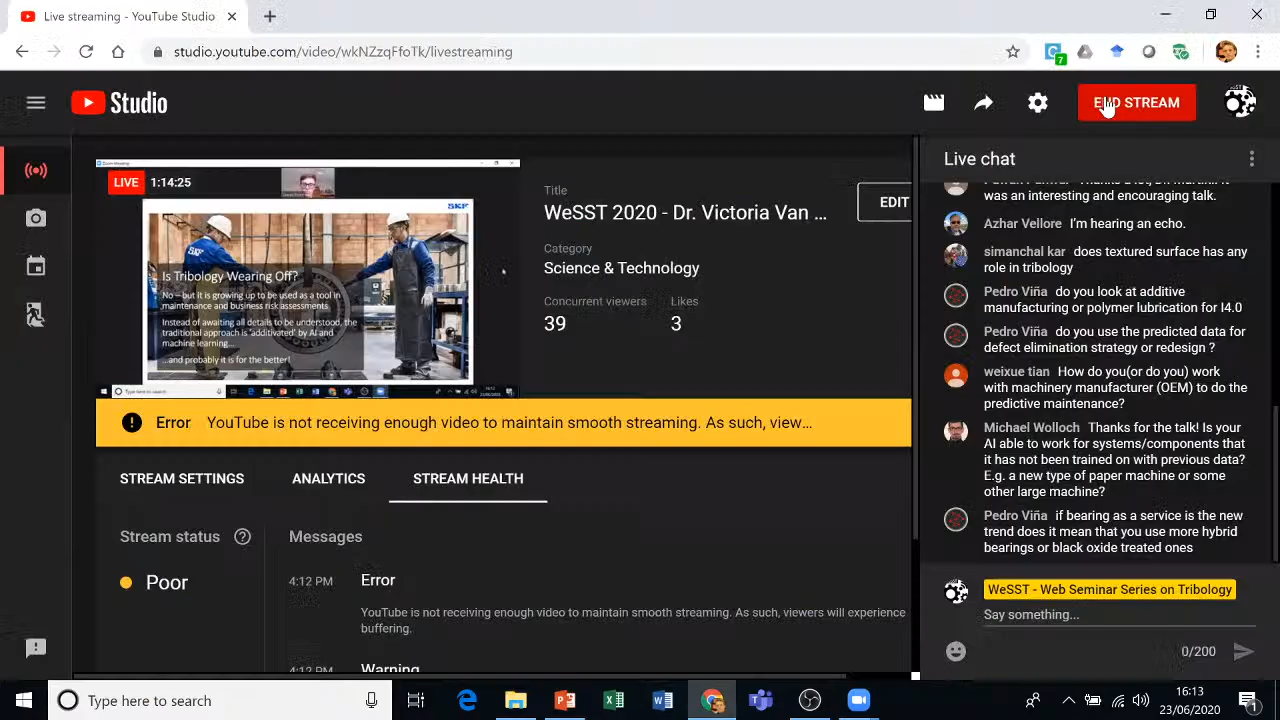 Live streaming - YouTube Studio
studio.youtube.com/video/wkNZzqFfoTk/livestreaming
7
Studio
END STREAM
LIVE 1:14:25
SKF
Is Tribology Wearing Off?
No – but it is growing up to be used as a tool in
maintenance and business risk assessments
Instead of awaiting all details to be understood, the
traditional approach is 'additivated' by AI and
machine learning...
...and probably it is for the better!
Type here to search
Title
WeSST 2020 - Dr. Victoria Van ...
EDIT
Category
Science & Technology
Concurrent viewers
Likes
39
3
Error YouTube is not receiving enough video to maintain smooth streaming. As such, view...
STREAM SETTINGS
ANALYTICS
STREAM HEALTH
Stream status
Poor
Messages
4:12 PM Error
YouTube is not receiving enough video to maintain smooth streaming. As such, viewers will experience
buffering.
4:12 PM Warning
Live chat
was an interesting and encouraging talk.
Azhar Vellore I'm hearing an echo.
simanchal kar does textured surface has any
role in tribology
Pedro Viña do you look at additive
manufacturing or polymer lubrication for I4.0
Pedro Viña do you use the predicted data for
defect elimination strategy or redesign ?
weixue tian How do you(or do you) work
with machinery manufacturer (OEM) to do the
predictive maintenance?
Michael Wolloch Thanks for the talk! Is your
AI able to work for systems/components that
it has not been trained on with previous data?
E.g. a new type of paper machine or some
other large machine?
Pedro Viña if bearing as a service is the new
trend does it mean that you use more hybrid
bearings or black oxide treated ones
WeSST - Web Seminar Series on Tribology
Say something...
0/200
Type here to search
16:13
23/06/2020
1